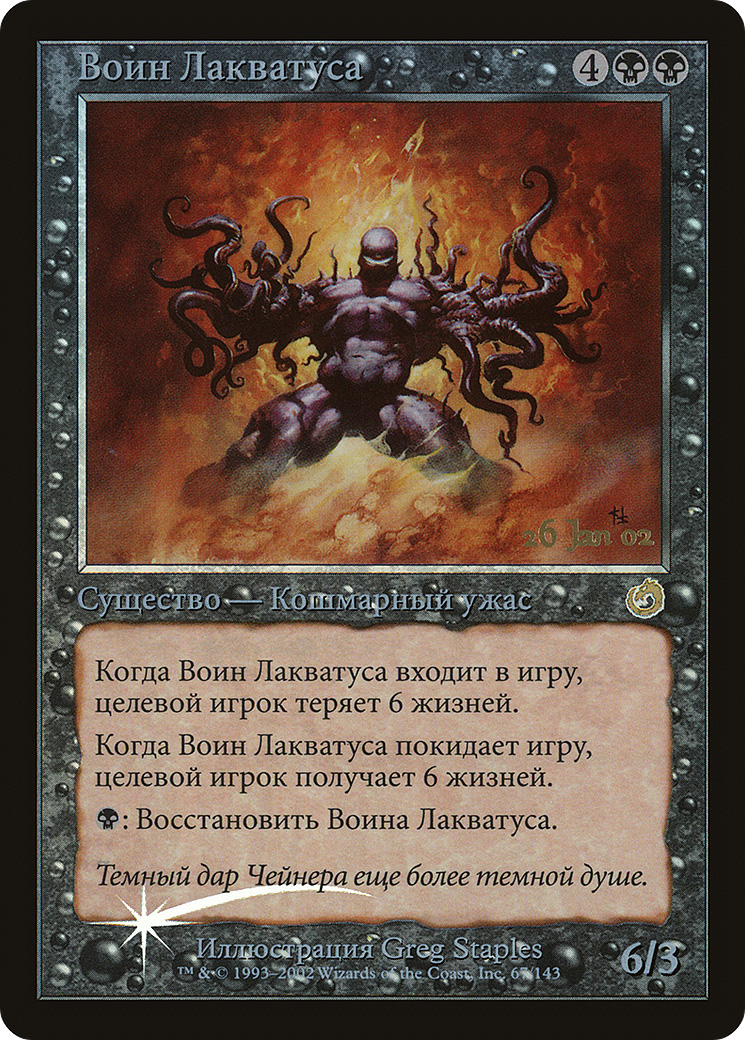 Воин Лакватуса 4
26 Jan 02
Существо — Кошмарный ужас
Когда Воин Лакватуса входит в игру,
целевой игрок теряет 6 жизней.
Когда Воин Лакватуса покидает игру,
целевой игрок получает 6 жизней.
: Восстановить Воина Лакватуса.
Темный дар Чейнера еще более темной душе.
Иллюстрация Greg Staples
™ & © 1993–2002 Wizards of the Coast, Inc. 67/143
6/3